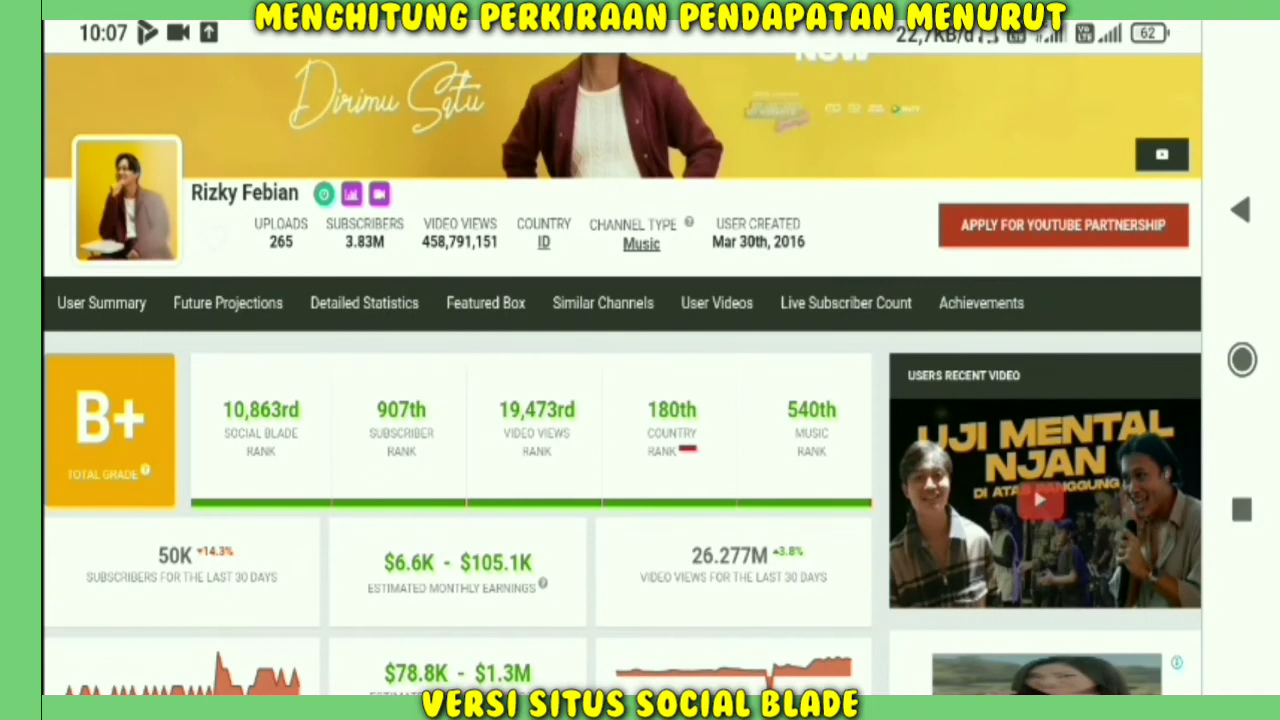 MENGHITUNG PERKIRAAN PENDAPATAN MENURUT
10:07
62
Dirimu Satu
NOW
Rizky Febian
UPLOADS SUBSCRIBERS VIDEO VIEWS COUNTRY CHANNEL TYPE USER CREATED
265 3.83M 458,791,151 ID Music Mar 30th, 2016
APPLY FOR YOUTUBE PARTNERSHIP
User Summary Future Projections Detailed Statistics Featured Box Similar Channels User Videos Live Subscriber Count Achievements
B+
TOTAL GRADE
10,863rd
SOCIAL BLADE
RANK
907th
SUBSCRIBER
RANK
19,473rd
VIDEO VIEWS
RANK
180th
COUNTRY
RANK
540th
MUSIC
RANK
USERS RECENT VIDEO
UJI MENTAL
NJAN
DI ATAS PANGGUNG
50K 14.3%
SUBSCRIBERS FOR THE LAST 30 DAYS
$6.6K - $105.1K
ESTIMATED MONTHLY EARNINGS
26.277M 3.8%
VIDEO VIEWS FOR THE LAST 30 DAYS
$78.8K - $1.3M
VERSI SITUS SOCIAL BLADE